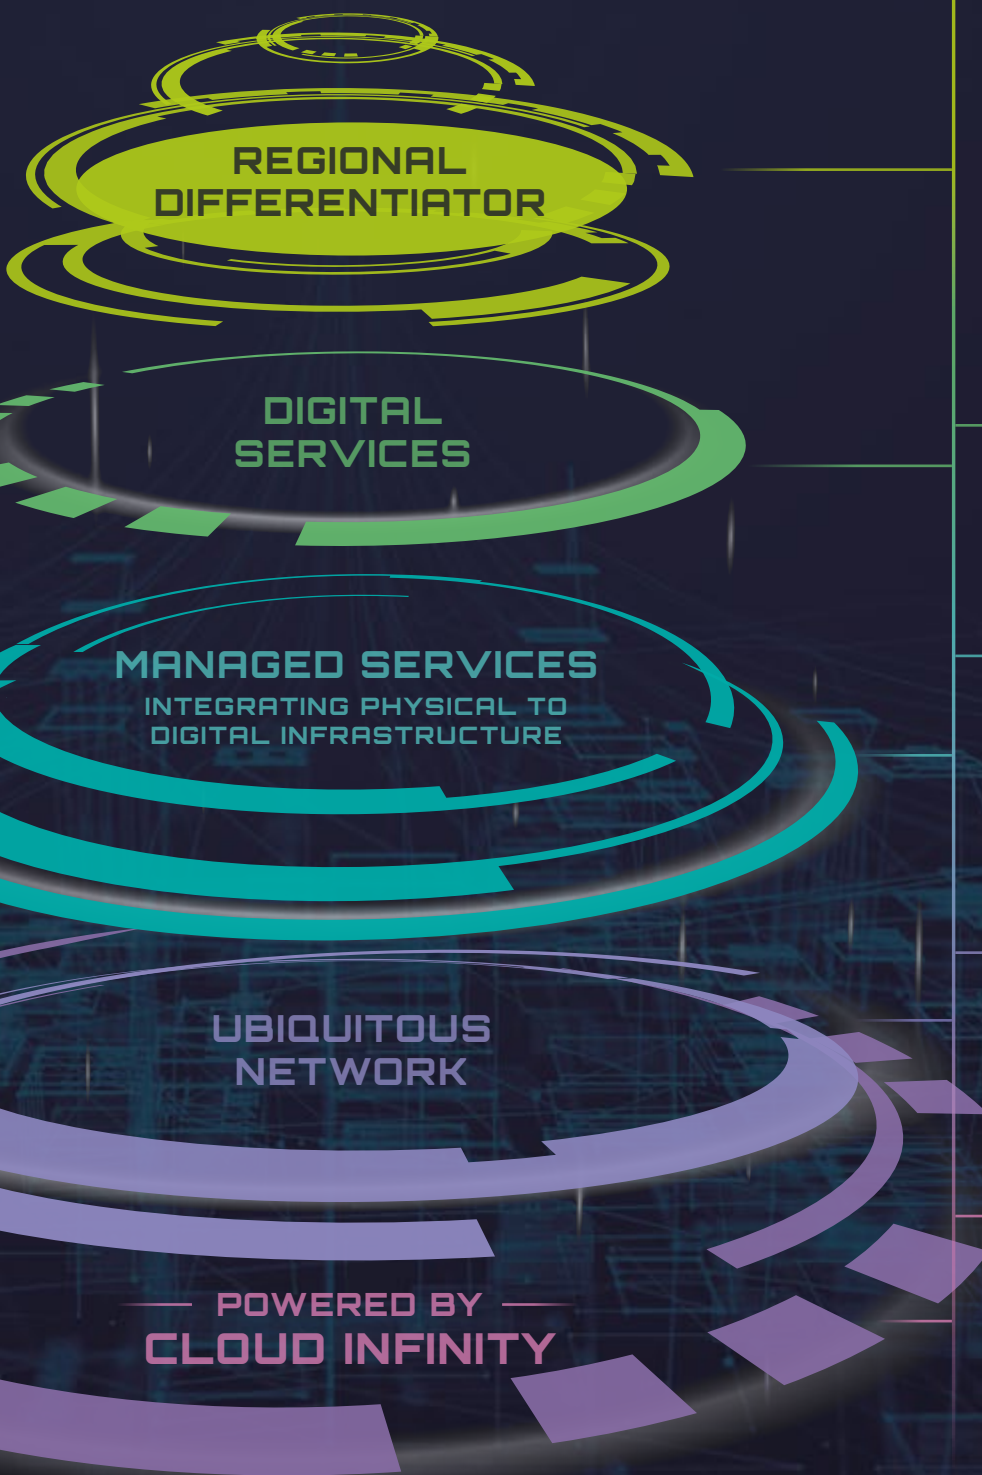 REGIONAL
DIFFERENTIATOR
DIGITAL
SERVICES
MANAGED SERVICES
INTEGRATING PHYSICAL TO
DIGITAL INFRASTRUCTURE
UBIQUITOUS
NETWORK
POWERED BY
CLOUD INFINITY